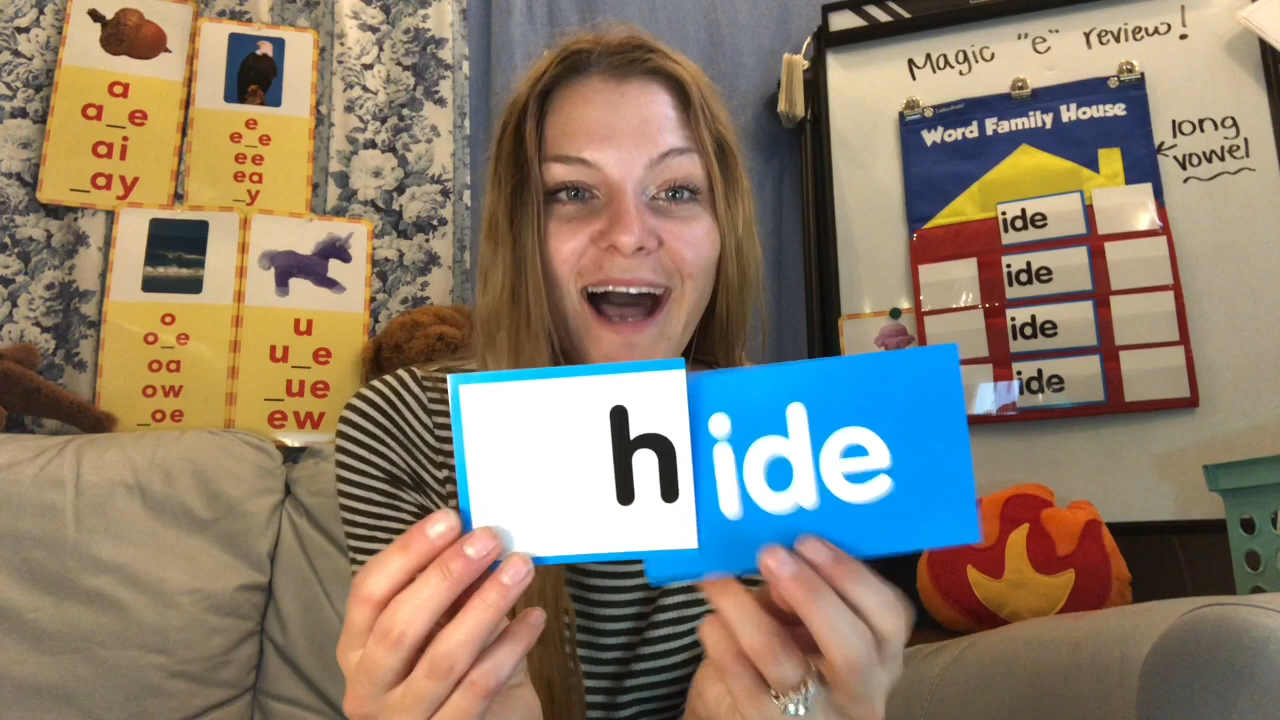 a
a_e
ai
_ay
e
e_e
ee
ea
_y
o
o_e
oa
ow
_oe
u
u_e
_ue
ew
hide
Magic "e" review!
Word Family House
long
vowel
ide
ide
ide
ide